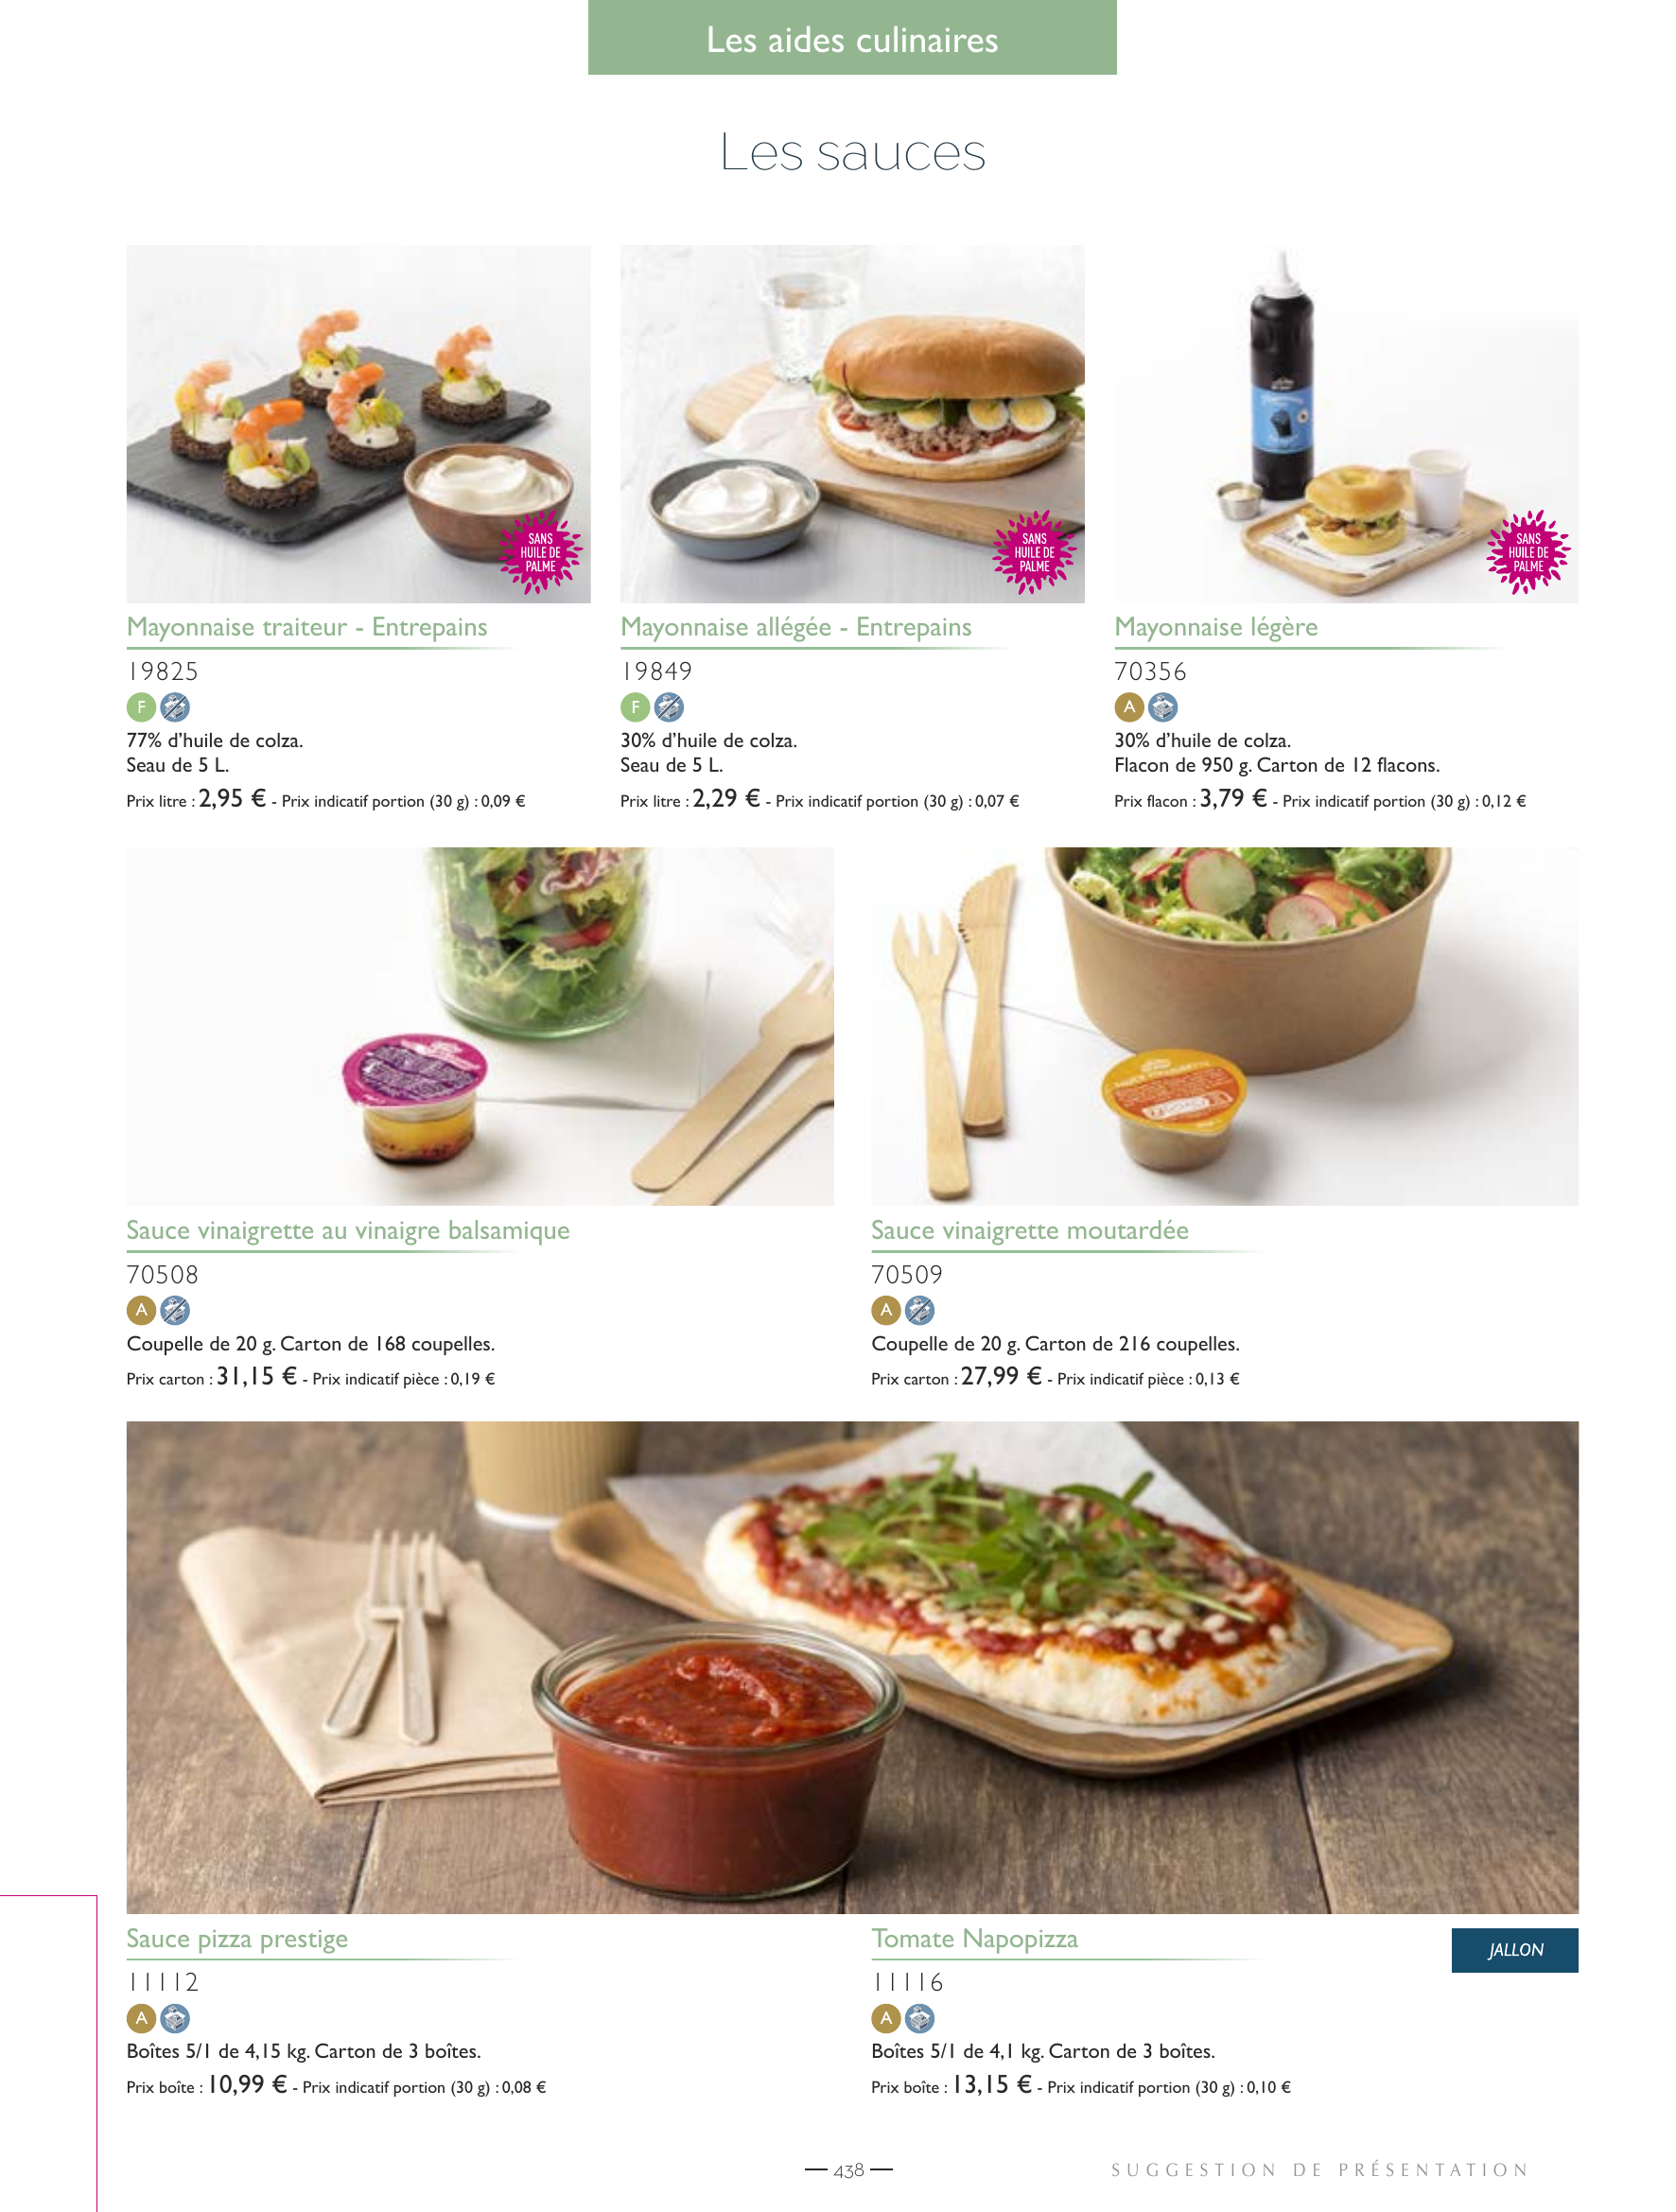 Les aides culinaires
Les sauces
SANS
HUILE DE
PALME
SANS
HUILE DE
PALME
SANS
HUILE DE
PALME
Mayonnaise traiteur - Entrepains
19825
F
77% d'huile de colza.
Seau de 5 L.
Prix litre : 2,95 € - Prix indicatif portion (30 g) : 0,09 €
Mayonnaise allégée - Entrepains
19849
F
30% d'huile de colza.
Seau de 5 L.
Prix litre : 2,29 € - Prix indicatif portion (30 g) : 0,07 €
Mayonnaise légère
70356
A
30% d'huile de colza.
Flacon de 950 g. Carton de 12 flacons.
Prix flacon : 3,79 € - Prix indicatif portion (30 g) : 0,12 €
SAUCE VINAIGRETTE
Sauce vinaigrette au vinaigre balsamique
70508
A
Coupelle de 20 g. Carton de 168 coupelles.
Prix carton : 31,15 € - Prix indicatif pièce : 0,19 €
Sauce vinaigrette moutardée
70509
A
Coupelle de 20 g. Carton de 216 coupelles.
Prix carton : 27,99 € - Prix indicatif pièce : 0,13 €
Sauce pizza prestige
11112
A
Boîtes 5/1 de 4,15 kg. Carton de 3 boîtes.
Prix boîte : 10,99 € - Prix indicatif portion (30 g) : 0,08 €
Tomate Napopizza
JALLON
11116
A
Boîtes 5/1 de 4,1 kg. Carton de 3 boîtes.
Prix boîte : 13,15 € - Prix indicatif portion (30 g) : 0,10 €
438
SUGGESTION DE PRÉSENTATION